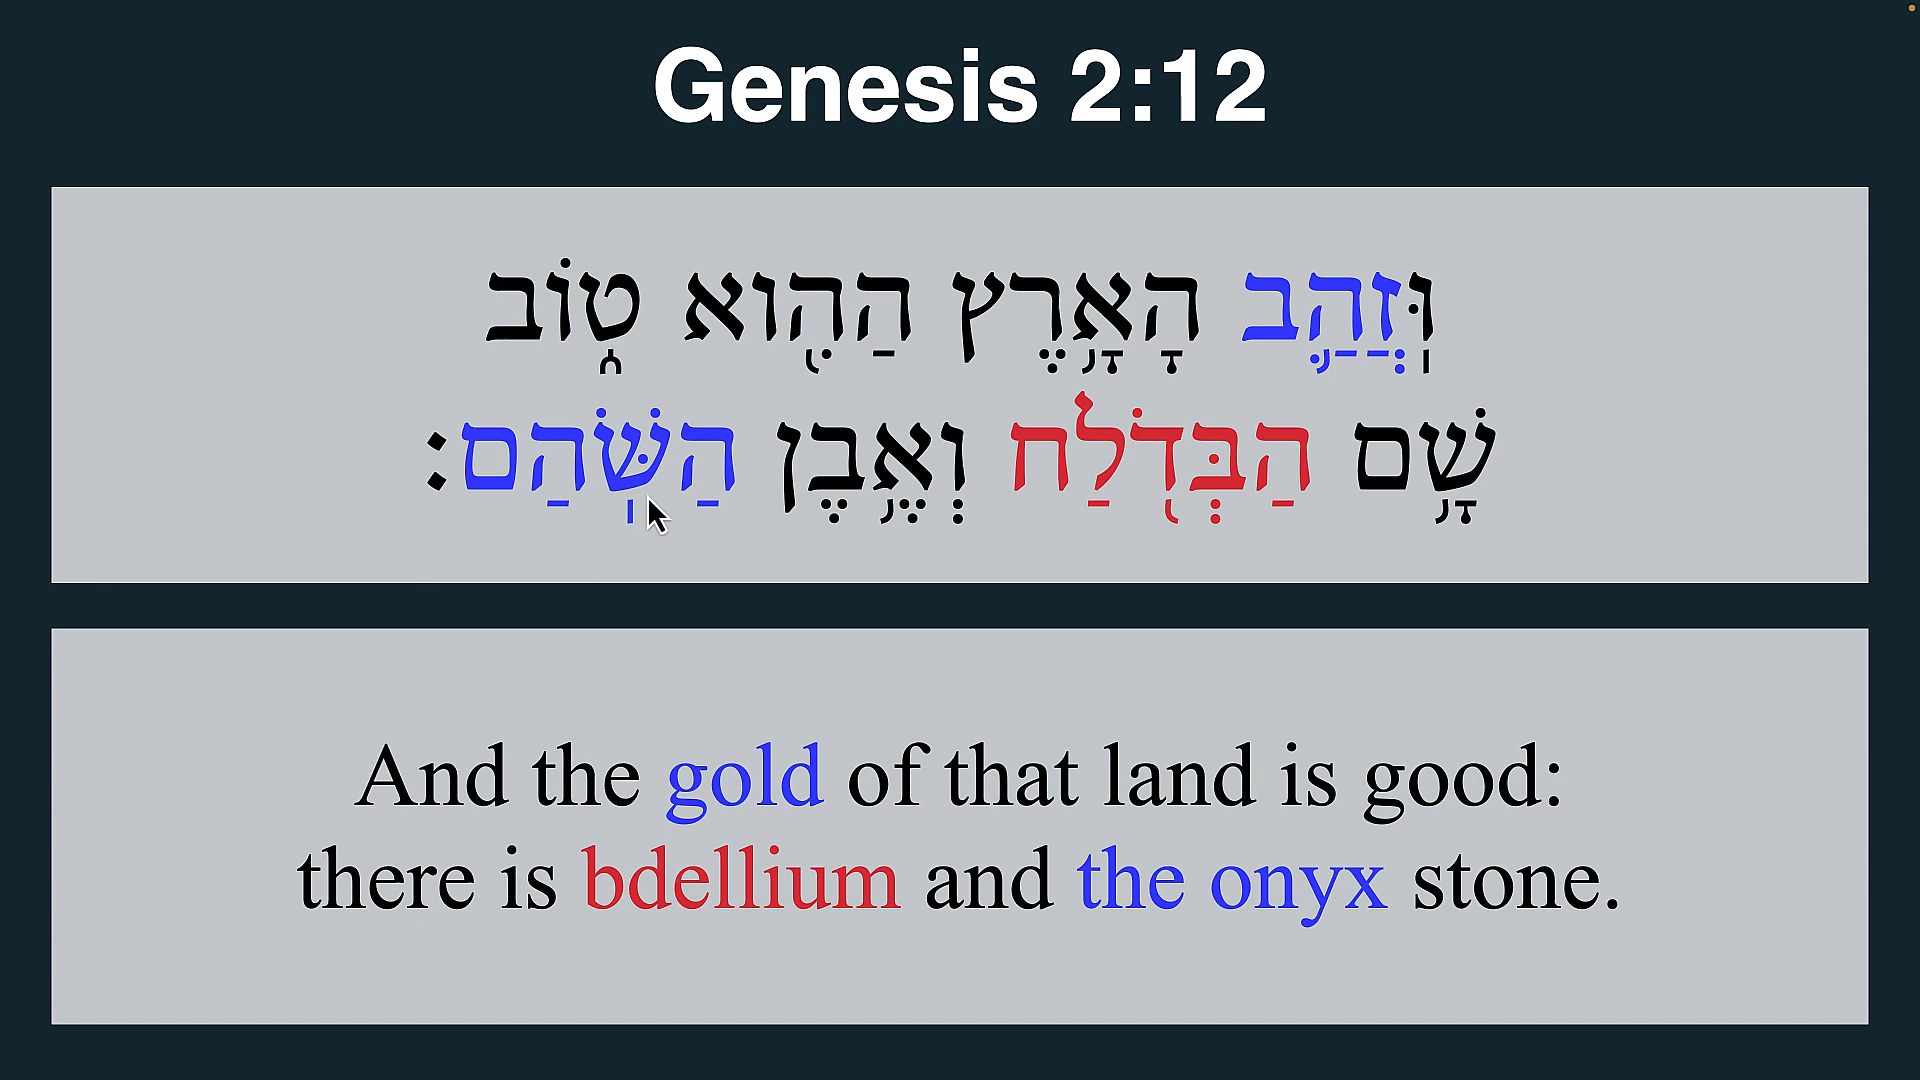 Genesis 2:12
וּֽזֲהַ֛ב הָאָ֥רֶץ הַהִ֖וא ט֑וֹב
שָׁ֥ם הַבְּדֹ֖לַח וְאֶ֥בֶן הַשֹּֽׁהַם׃
And the gold of that land is good:
there is bdellium and the onyx stone.